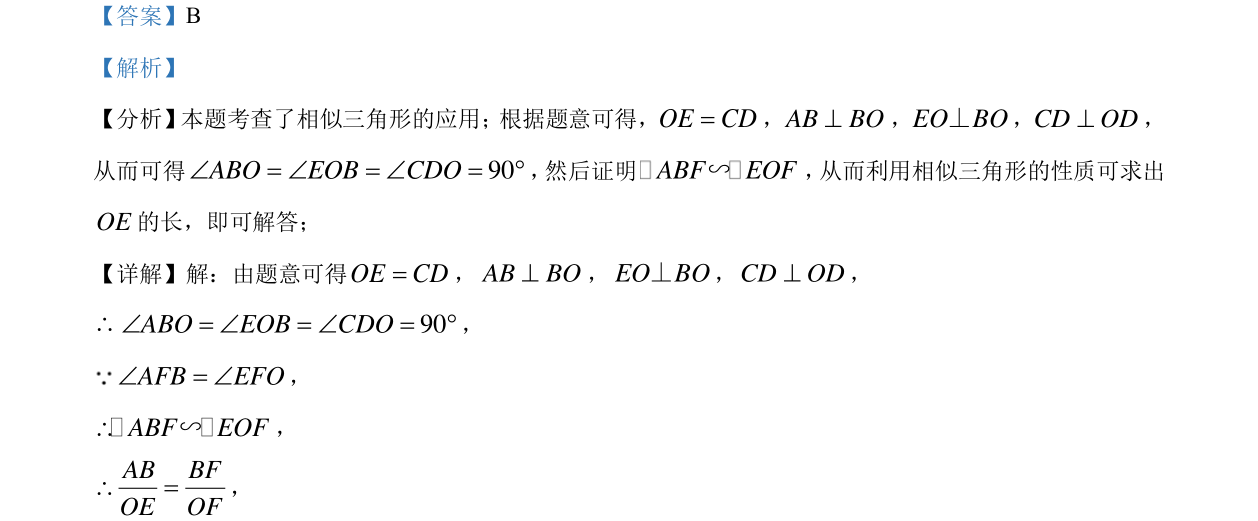 【答案】B
【解析】
【分析】本题考查了相似三角形的应用；根据题意可得，OE = CD，AB ⊥ BO，EO⊥BO，CD ⊥ OD，
从而可得∠ABO = ∠EOB = ∠CDO = 90°，然后证明□ABF∽□EOF，从而利用相似三角形的性质可求出
OE 的长，即可解答；
【详解】解：由题意可得OE = CD， AB ⊥ BO， EO⊥BO，CD ⊥ OD，
∴ ∠ABO = ∠EOB = ∠CDO = 90°，
∵ ∠AFB = ∠EFO，
∴□ABF∽□EOF，
∴AB/OE = BF/OF，